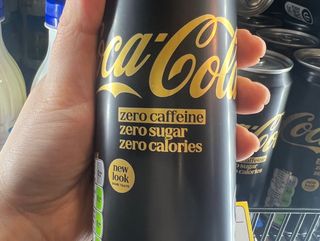 Coca-Cola
zero caffeine
zero sugar
zero calories
new
look